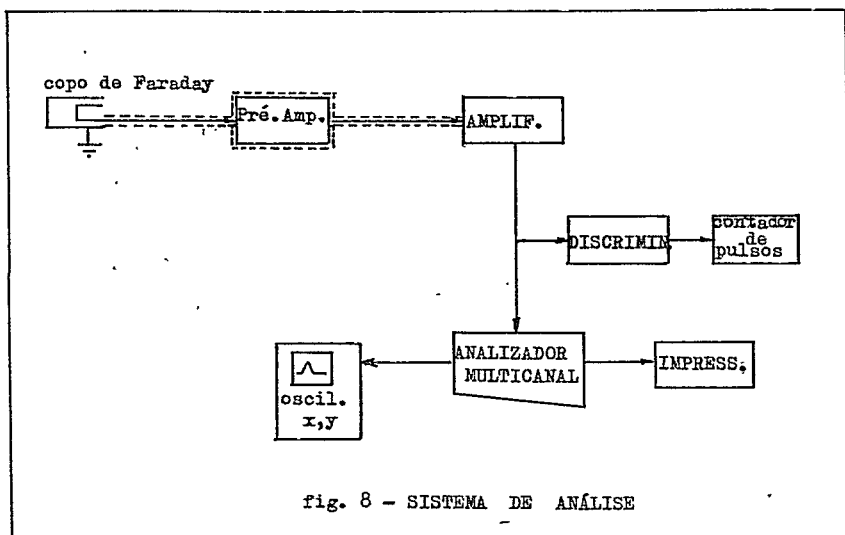 copo de Faraday
Pré.Amp.
AMPLIF.
DISCRIMIN.
contador
de
pulsos
ANALIZADOR
MULTICANAL
IMPRESS.
oscil.
x,y
fig. 8 - SISTEMA DE ANÁLISE